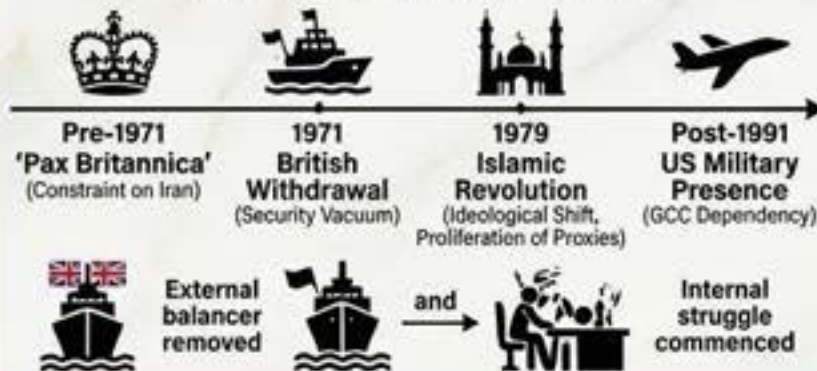 Pre-1971
'Pax Britannica'
(Constraint on Iran)
1971
British
Withdrawal
(Security Vacuum)
1979
Islamic
Revolution
(Ideological Shift,
Proliferation of Proxies)
Post-1991
US Military
Presence
(GCC Dependency)
External
balancer
removed
and
Internal
struggle
commenced